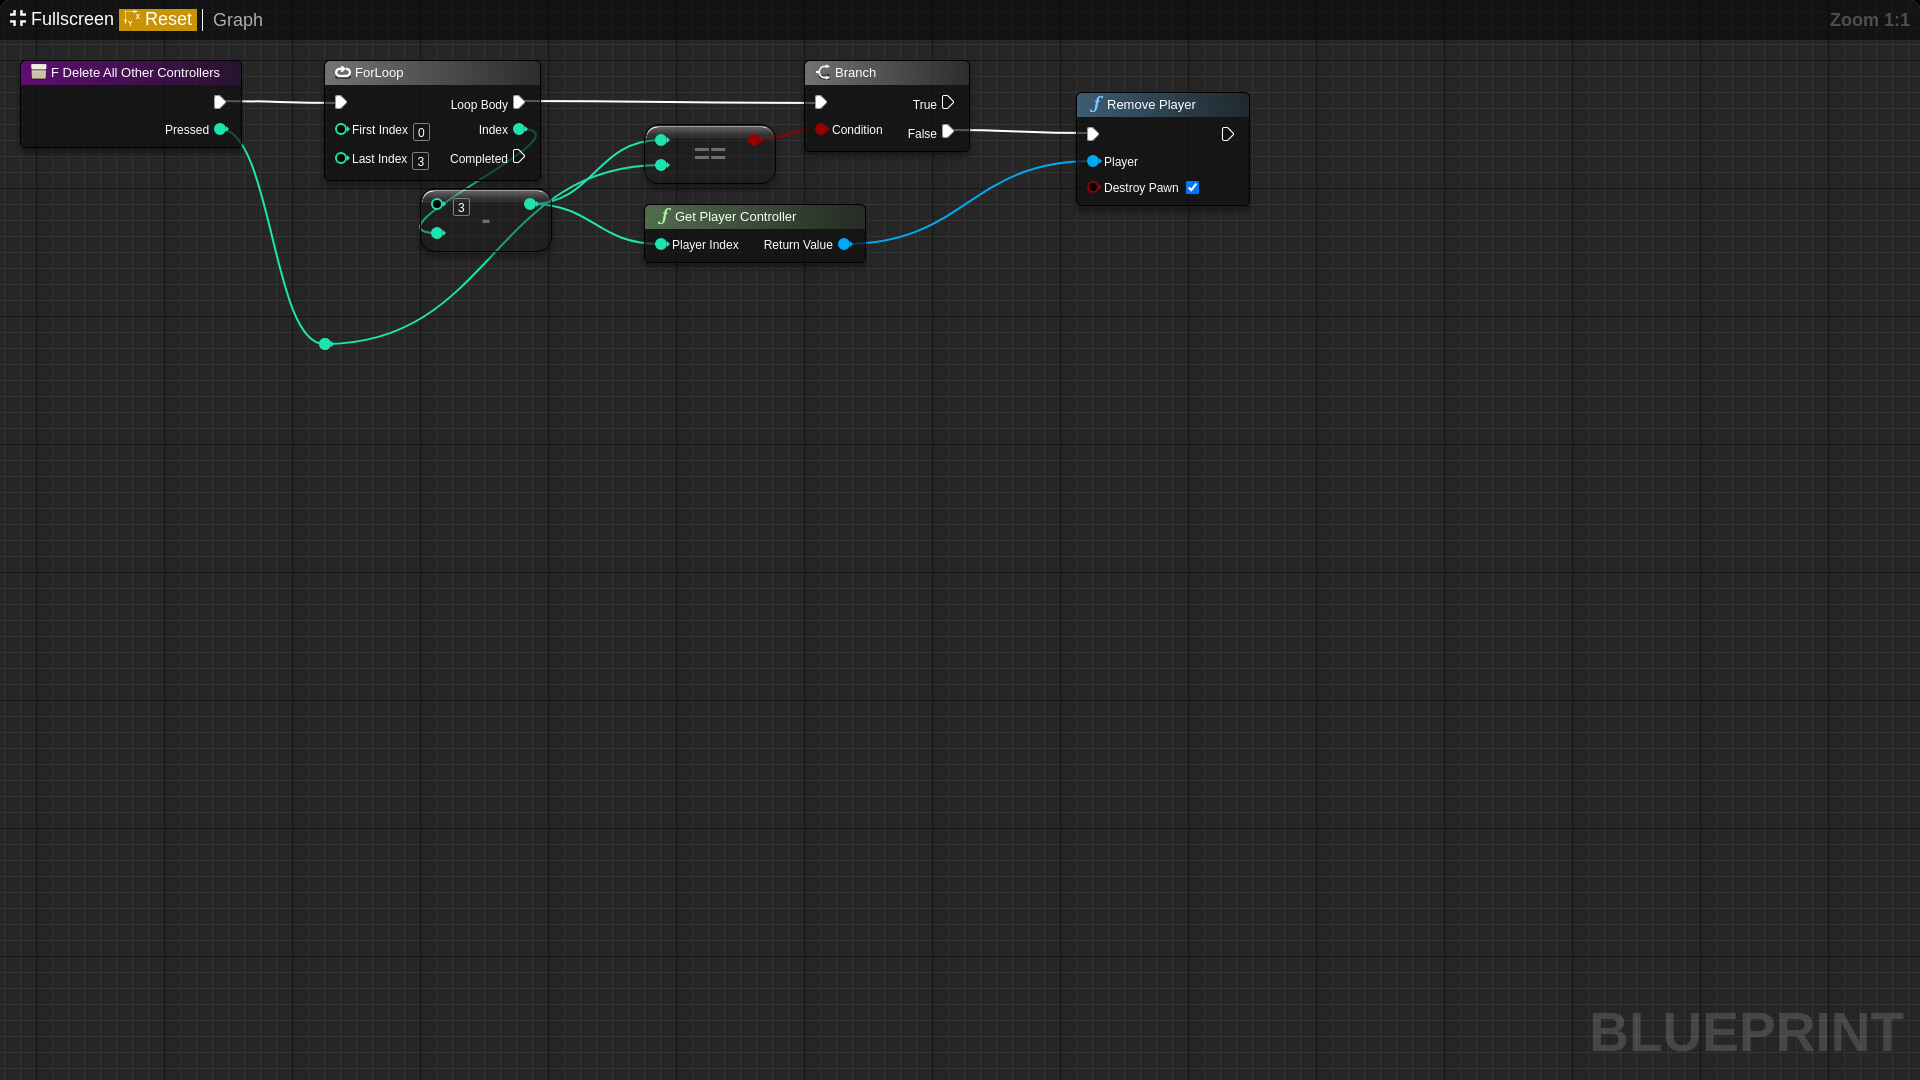 Fullscreen Reset Graph Zoom 1:1
F Delete All Other Controllers
Pressed
ForLoop
Loop Body
First Index 0 Index
Last Index 3 Completed
3
-
==
Branch
True
Condition False
Get Player Controller
Player Index Return Value
Remove Player
Player
Destroy Pawn
BLUEPRINT